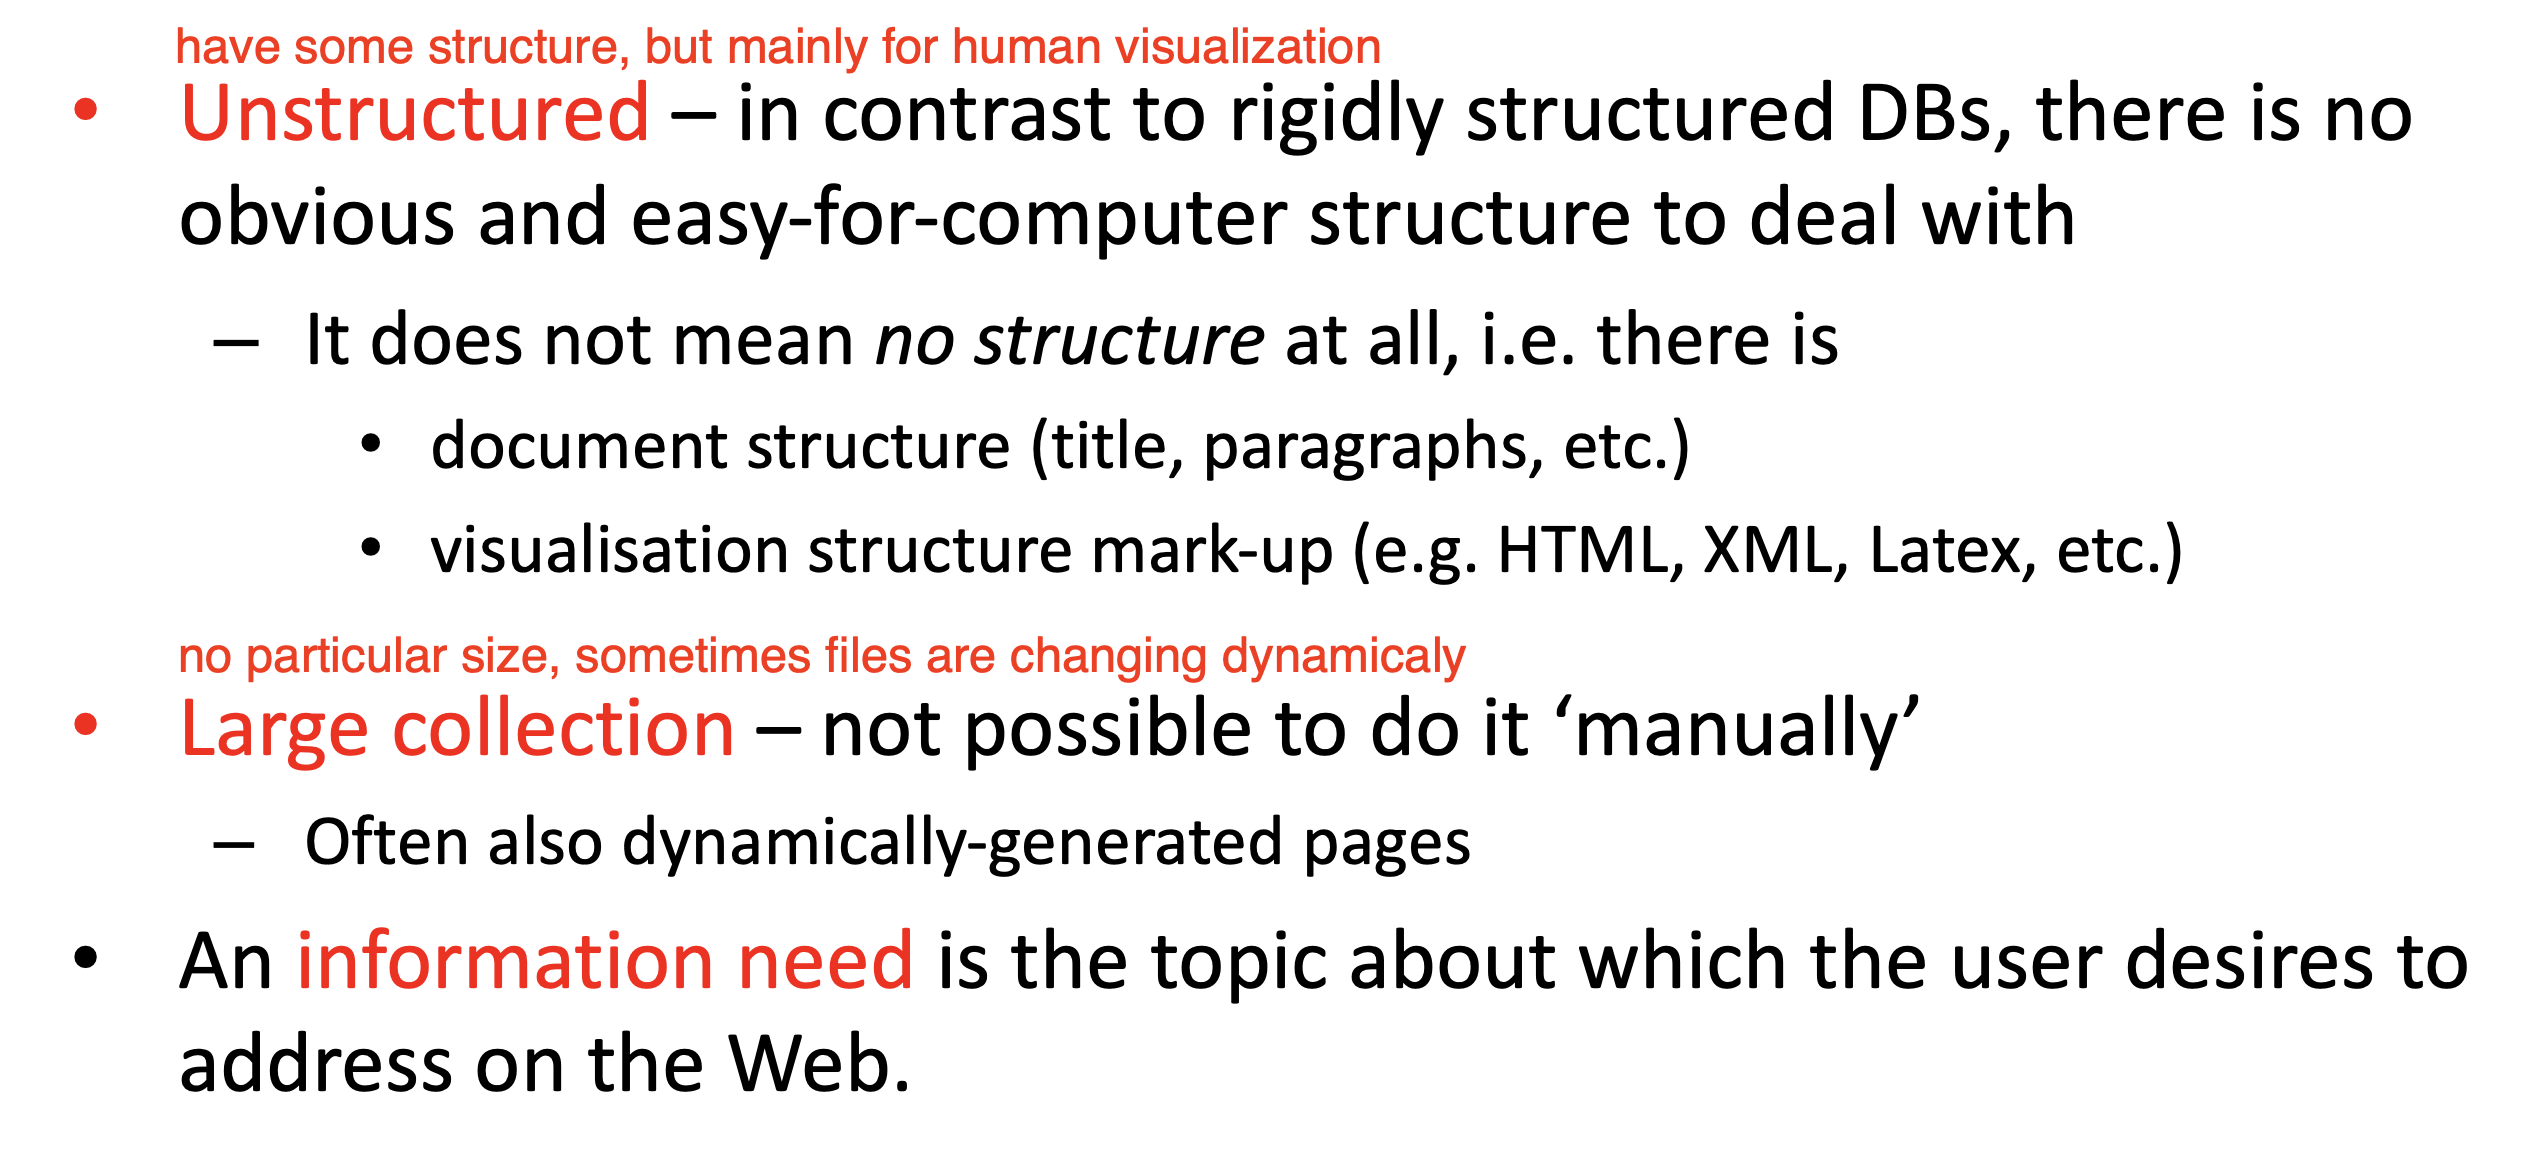 have some structure, but mainly for human visualization
• Unstructured – in contrast to rigidly structured DBs, there is no
obvious and easy-for-computer structure to deal with
– It does not mean no structure at all, i.e. there is
• document structure (title, paragraphs, etc.)
• visualisation structure mark-up (e.g. HTML, XML, Latex, etc.)
no particular size, sometimes files are changing dynamicaly
• Large collection – not possible to do it ‘manually’
– Often also dynamically-generated pages
• An information need is the topic about which the user desires to
address on the Web.